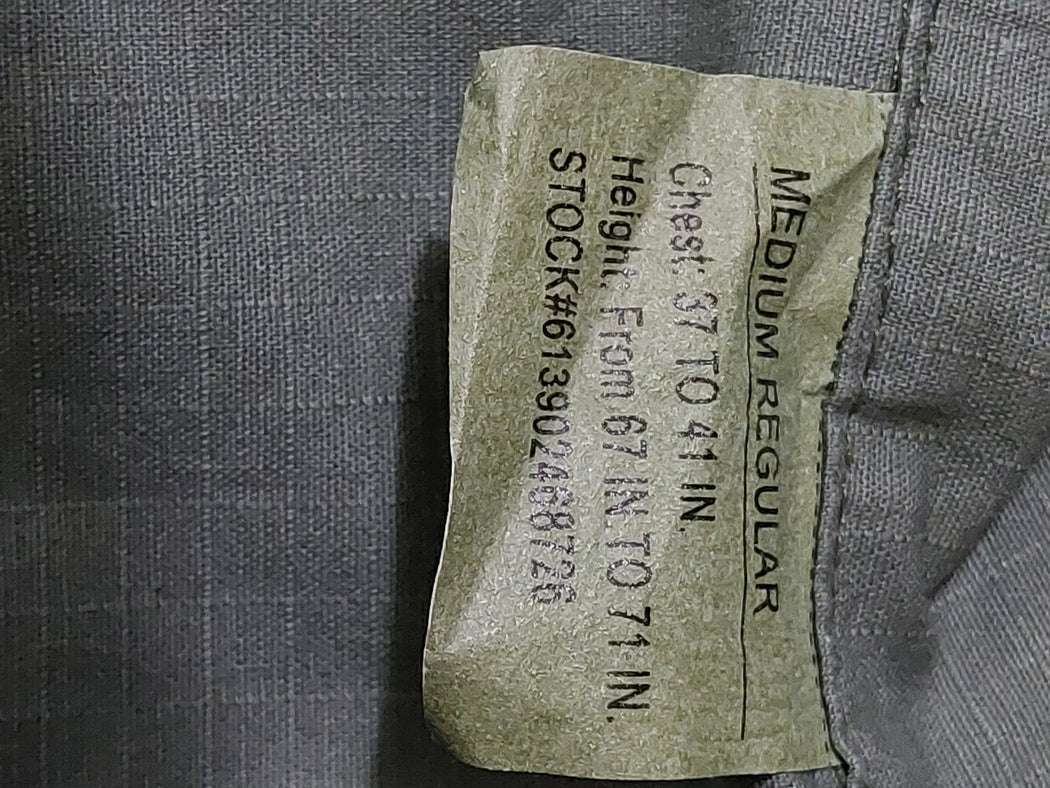 MEDIUM REGULAR
Chest: 37 TO 41 IN.
Height: From 67 IN. TO 71 IN.
STOCK#613902468726